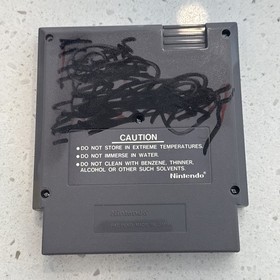 CAUTION
●DO NOT STORE IN EXTREME TEMPERATURES.
●DO NOT IMMERSE IN WATER.
●DO NOT CLEAN WITH BENZENE, THINNER,
ALCOHOL OR OTHER SUCH SOLVENTS.
Nintendo®